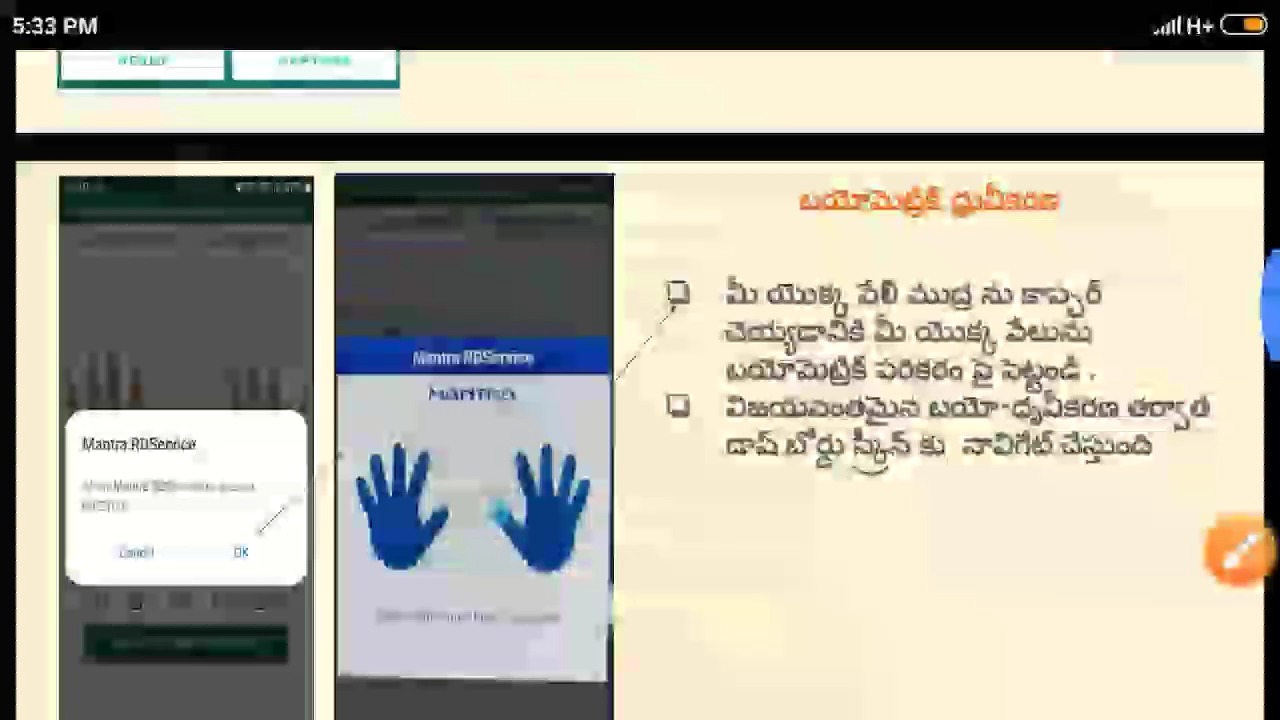 5:33 PM
H+
బయోమెట్రిక్ ధ్రువీకరణ
మీ యొక్క వేలి ముద్ర ను కాప్చర్
చెయ్యడానికి మీ యొక్క వేలును
బయోమెట్రిక్ పరికరం పై పెట్టండి .
విజయవంతమైన బయో-దృవీకరణ తర్వాత
డాష్ బోర్డు స్క్రీన్ కు నావిగేట్ చేస్తుంది
Mantra RDService
MANTRA
Mantra RDService
Cancel
OK